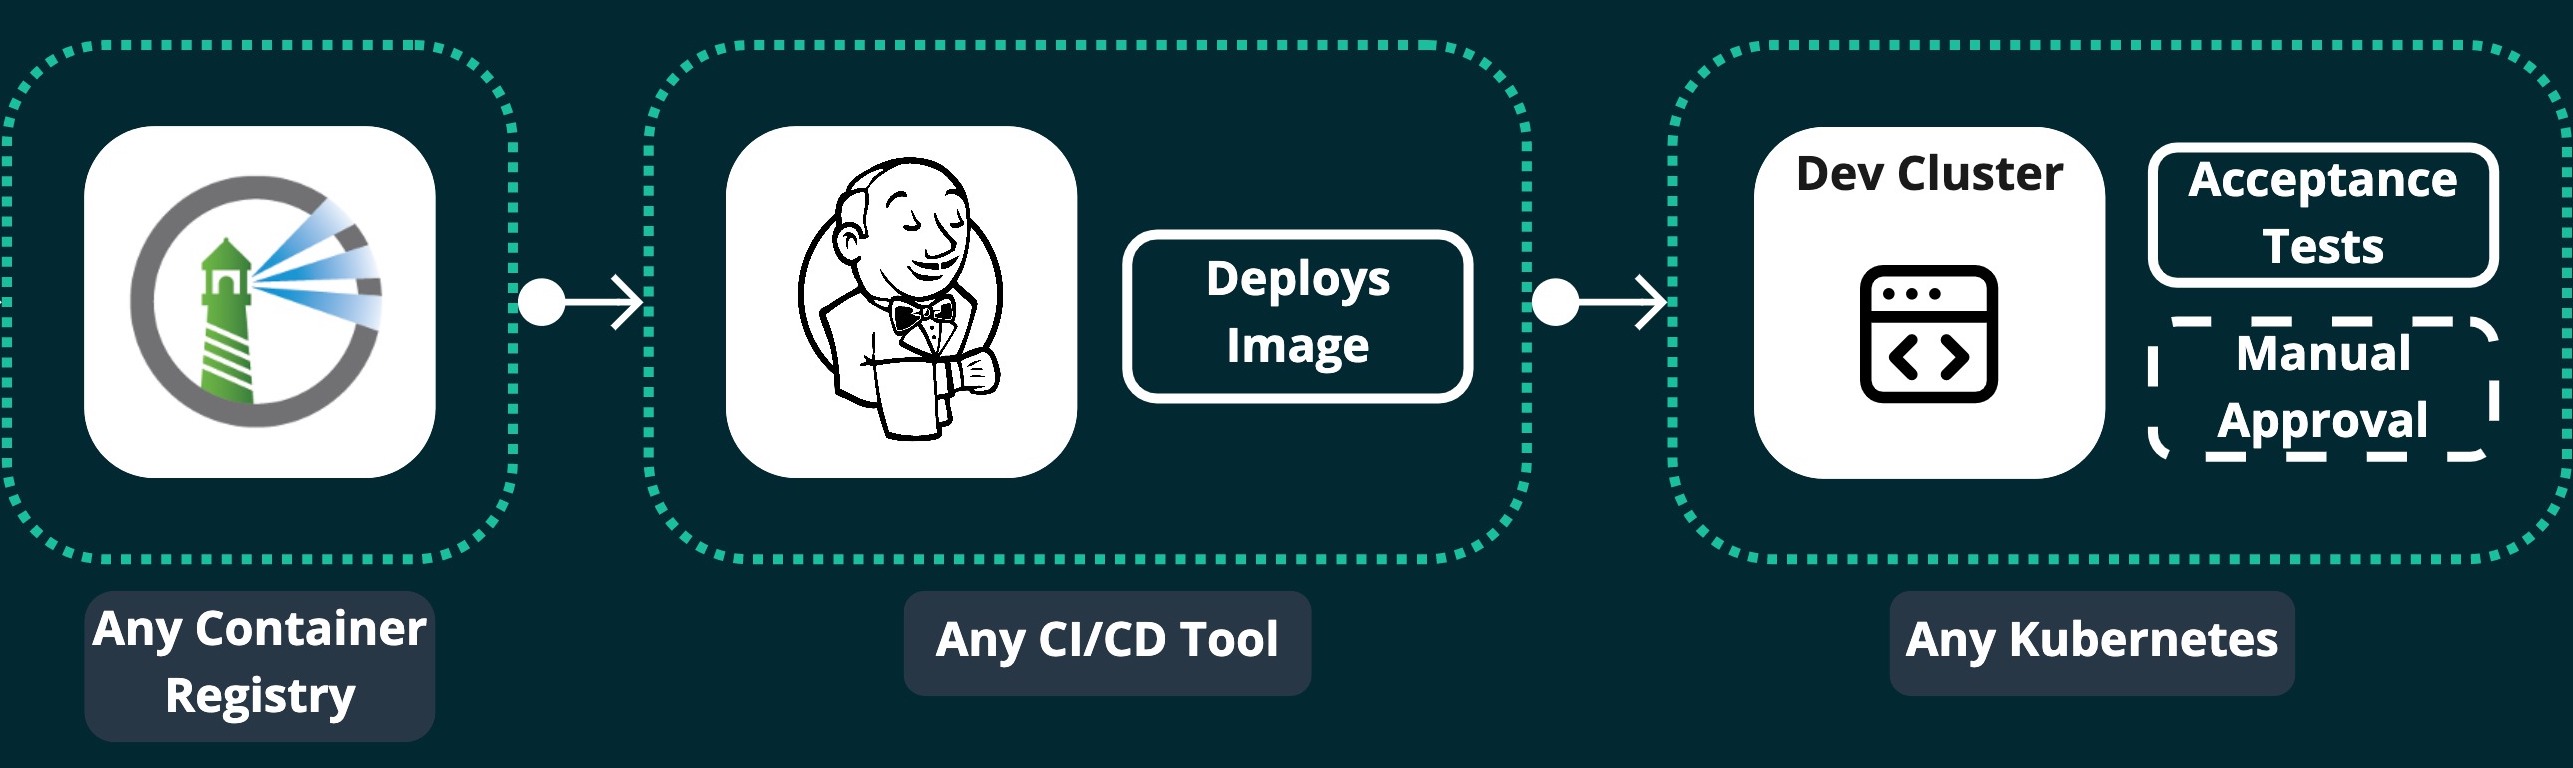 Any Container
Registry
Deploys
Image
Any CI/CD Tool
Dev Cluster
Acceptance
Tests
Manual
Approval
Any Kubernetes